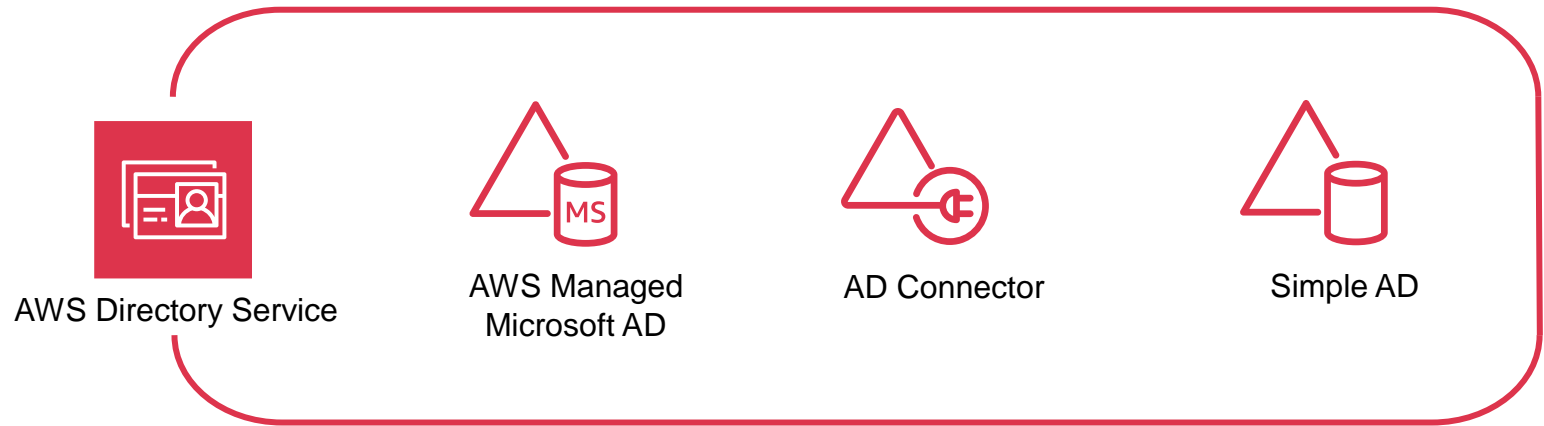 MS
AWS Directory Service
AWS Managed
Microsoft AD
AD Connector
Simple AD